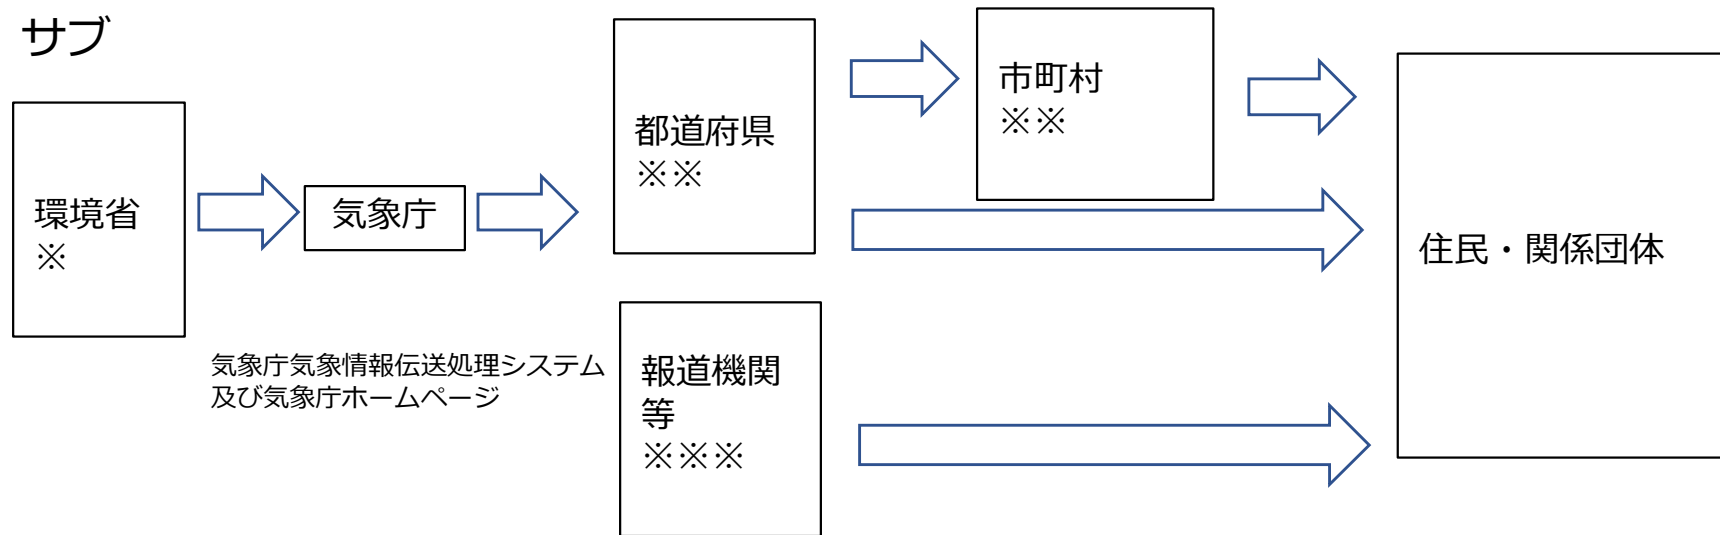 サブ
環境省
※
気象庁
気象庁気象情報伝送処理システム
及び気象庁ホームページ
都道府県
※※
報道機関
等
※※※
市町村
※※
住民・関係団体